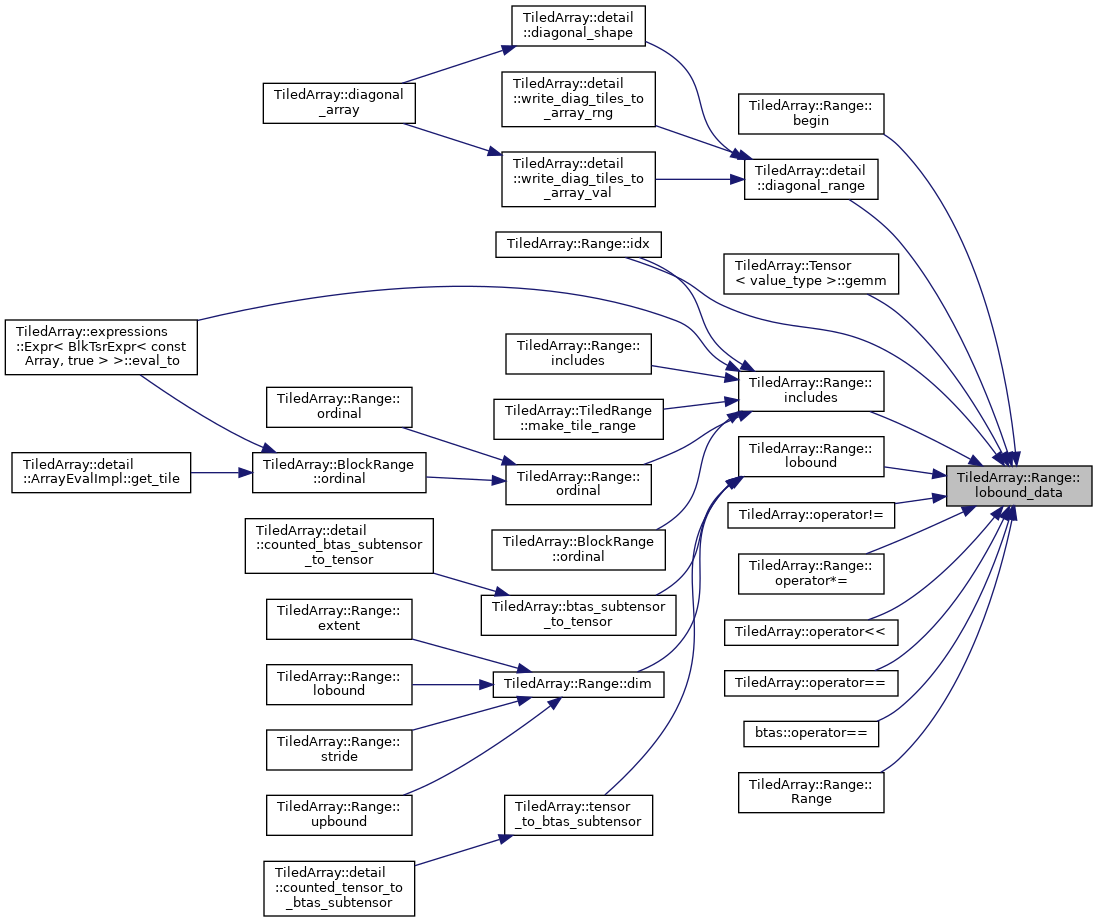 TiledArray::detail
::diagonal_shape
TiledArray::diagonal
_array
TiledArray::detail
::write_diag_tiles_to
_array_rng
TiledArray::Range::
begin
TiledArray::detail
::write_diag_tiles_to
_array_val
TiledArray::detail
::diagonal_range
TiledArray::Range::idx
TiledArray::Tensor
< value_type >::gemm
TiledArray::expressions
::Expr< BlkTsrExpr< const
Array, true > >::eval_to
TiledArray::Range::
includes
TiledArray::Range::
includes
TiledArray::Range::
ordinal
TiledArray::TiledRange
::make_tile_range
TiledArray::Range::
lobound
TiledArray::detail
::ArrayEvalImpl::get_tile
TiledArray::BlockRange
::ordinal
TiledArray::Range::
ordinal
TiledArray::Range::
lobound_data
TiledArray::operator!=
TiledArray::detail
::counted_btas_subtensor
_to_tensor
TiledArray::BlockRange
::ordinal
TiledArray::Range::
operator*=
TiledArray::Range::
extent
TiledArray::btas_subtensor
_to_tensor
TiledArray::operator<<
TiledArray::Range::
lobound
TiledArray::Range::dim
TiledArray::operator==
TiledArray::Range::
stride
btas::operator==
TiledArray::Range::
upbound
TiledArray::tensor
_to_btas_subtensor
TiledArray::Range::
Range
TiledArray::detail
::counted_tensor_to
_btas_subtensor